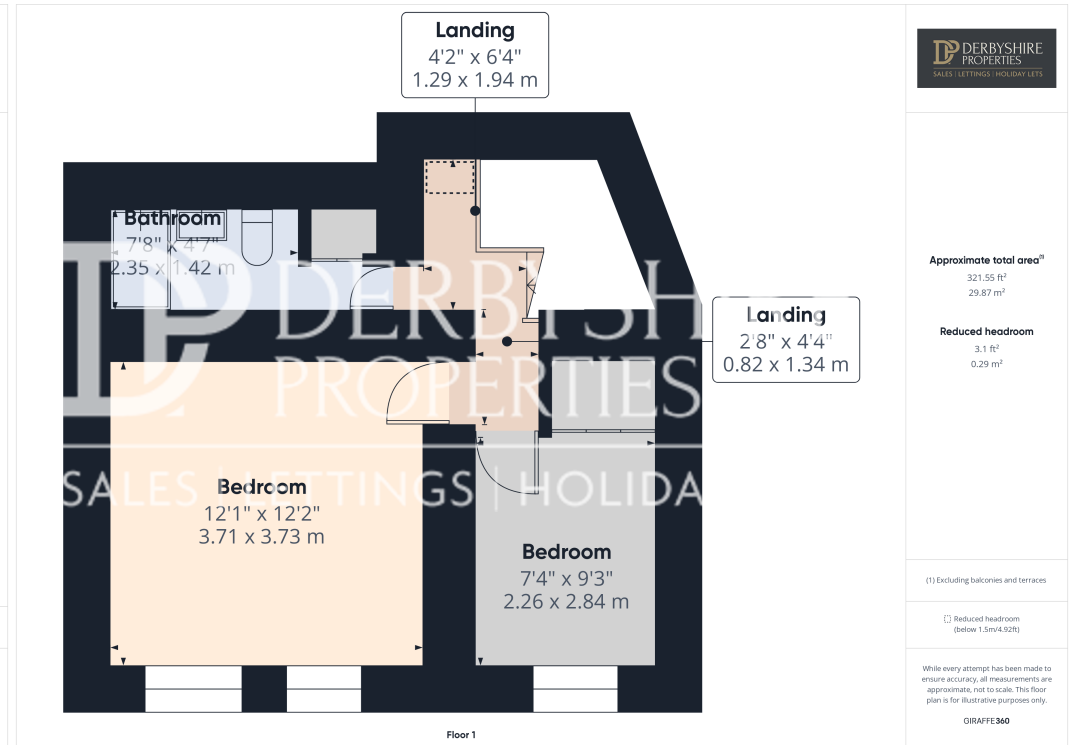 Landing
4'2" x 6'4"
1.29 x 1.94 m
DERBYSHIRE
PROPERTIES
SALES | LETTINGS | HOLIDAY LETS
Bathroom
7'8" x 4'7"
2.35 x 1.42 m
DERBYSH
PROPERTIES
SALES | LETTINGS | HOLIDA
Landing
2'8" x 4'4"
0.82 x 1.34 m
Bedroom
12'1" x 12'2"
3.71 x 3.73 m
Bedroom
7'4" x 9'3"
2.26 x 2.84 m
Floor 1
Approximate total area(1)
321.55 ft²
29.87 m²
Reduced headroom
3.1 ft²
0.29 m²
(1) Excluding balconies and terraces
Reduced headroom
(below 1.5m/4.92ft)
While every attempt has been made to
ensure accuracy, all measurements are
approximate, not to scale. This floor
plan is for illustrative purposes only.
GIRAFFE360